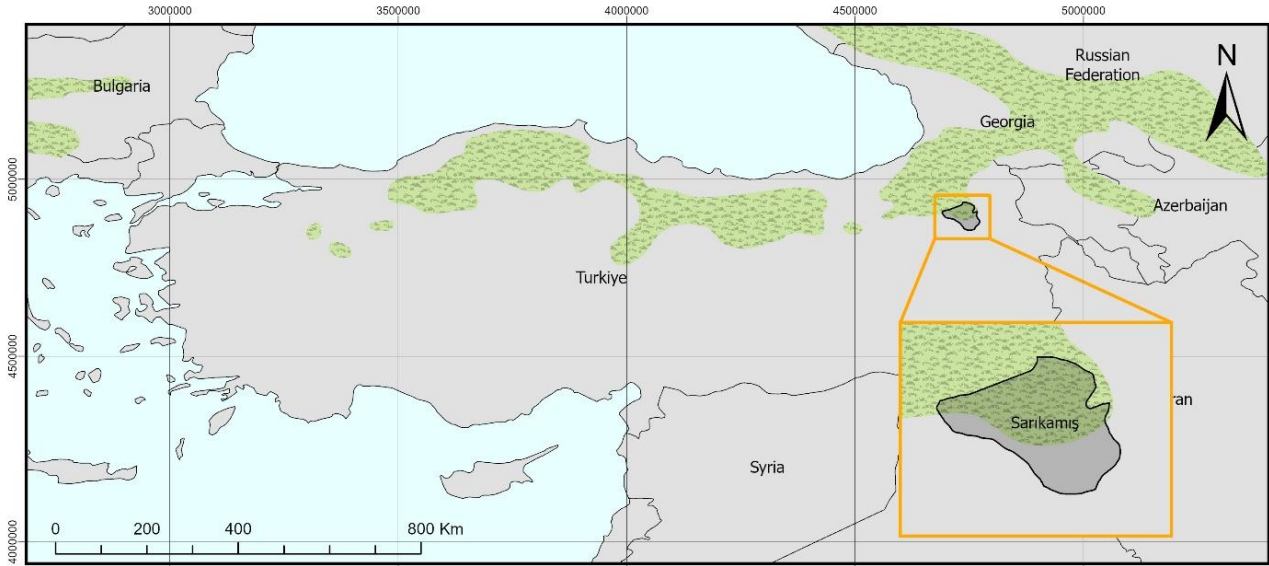 3000000 3500000 4000000 4500000 5000000
Russian
Federation
N
Bulgaria
Georgia
5000000
Azerbaijan
Turkiye
4500000
ran
Sarıkamış
Syria
0 200 400 800 Km
4000000